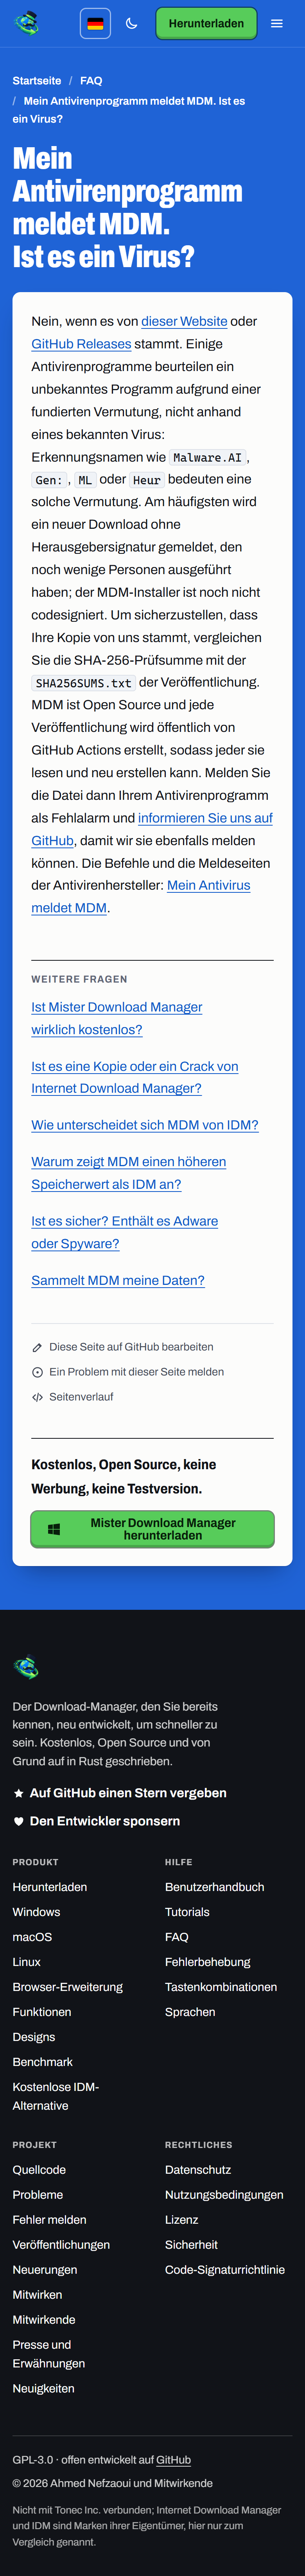 Herunterladen
Startseite / FAQ
/ Mein Antivirenprogramm meldet MDM. Ist es
ein Virus?
Mein
Antivirenprogramm
meldet MDM.
Ist es ein Virus?
Nein, wenn es von dieser Website oder
GitHub Releases stammt. Einige
Antivirenprogramme beurteilen ein
unbekanntes Programm aufgrund einer
fundierten Vermutung, nicht anhand
eines bekannten Virus:
Erkennungsnamen wie Malware.AI,
Gen:, ML oder Heur bedeuten eine
solche Vermutung. Am häufigsten wird
ein neuer Download ohne
Herausgebersignatur gemeldet, den
noch wenige Personen ausgeführt
haben; der MDM-Installer ist noch nicht
codesigniert. Um sicherzustellen, dass
Ihre Kopie von uns stammt, vergleichen
Sie die SHA-256-Prüfsumme mit der
SHA256SUMS.txt der Veröffentlichung.
MDM ist Open Source und jede
Veröffentlichung wird öffentlich von
GitHub Actions erstellt, sodass jeder sie
lesen und neu erstellen kann. Melden Sie
die Datei dann Ihrem Antivirenprogramm
als Fehlalarm und informieren Sie uns auf
GitHub, damit wir sie ebenfalls melden
können. Die Befehle und die Meldeseiten
der Antivirenhersteller: Mein Antivirus
meldet MDM.
WEITERE FRAGEN
Ist Mister Download Manager
wirklich kostenlos?
Ist es eine Kopie oder ein Crack von
Internet Download Manager?
Wie unterscheidet sich MDM von IDM?
Warum zeigt MDM einen höheren
Speicherwert als IDM an?
Ist es sicher? Enthält es Adware
oder Spyware?
Sammelt MDM meine Daten?
Diese Seite auf GitHub bearbeiten
Ein Problem mit dieser Seite melden
Seitenverlauf
Kostenlos, Open Source, keine
Werbung, keine Testversion.
Mister Download Manager
herunterladen
Der Download-Manager, den Sie bereits
kennen, neu entwickelt, um schneller zu
sein. Kostenlos, Open Source und von
Grund auf in Rust geschrieben.
Auf GitHub einen Stern vergeben
Den Entwickler sponsern
PRODUKT
Herunterladen
Windows
macOS
Linux
Browser-Erweiterung
Funktionen
Designs
Benchmark
Kostenlose IDM-
Alternative
HILFE
Benutzerhandbuch
Tutorials
FAQ
Fehlerbehebung
Tastenkombinationen
Sprachen
PROJEKT
Quellcode
Probleme
Fehler melden
Veröffentlichungen
Neuerungen
Mitwirken
Mitwirkende
Presse und
Erwähnungen
Neuigkeiten
RECHTLICHES
Datenschutz
Nutzungsbedingungen
Lizenz
Sicherheit
Code-Signaturrichtlinie
GPL-3.0 · offen entwickelt auf GitHub
© 2026 Ahmed Nefzaoui und Mitwirkende
Nicht mit Tonec Inc. verbunden; Internet Download Manager
und IDM sind Marken ihrer Eigentümer, hier nur zum
Vergleich genannt.